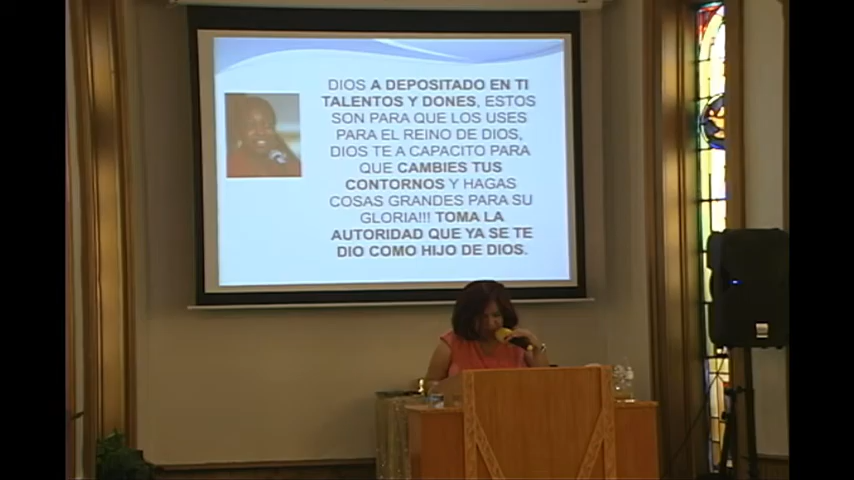 DIOS A DEPOSITADO EN TI
TALENTOS Y DONES, ESTOS
SON PARA QUE LOS USES
PARA EL REINO DE DIOS,
DIOS TE A CAPACITO PARA
QUE CAMBIES TUS
CONTORNOS Y HAGAS
COSAS GRANDES PARA SU
GLORIA!!! TOMA LA
AUTORIDAD QUE YA SE TE
DIO COMO HIJO DE DIOS.